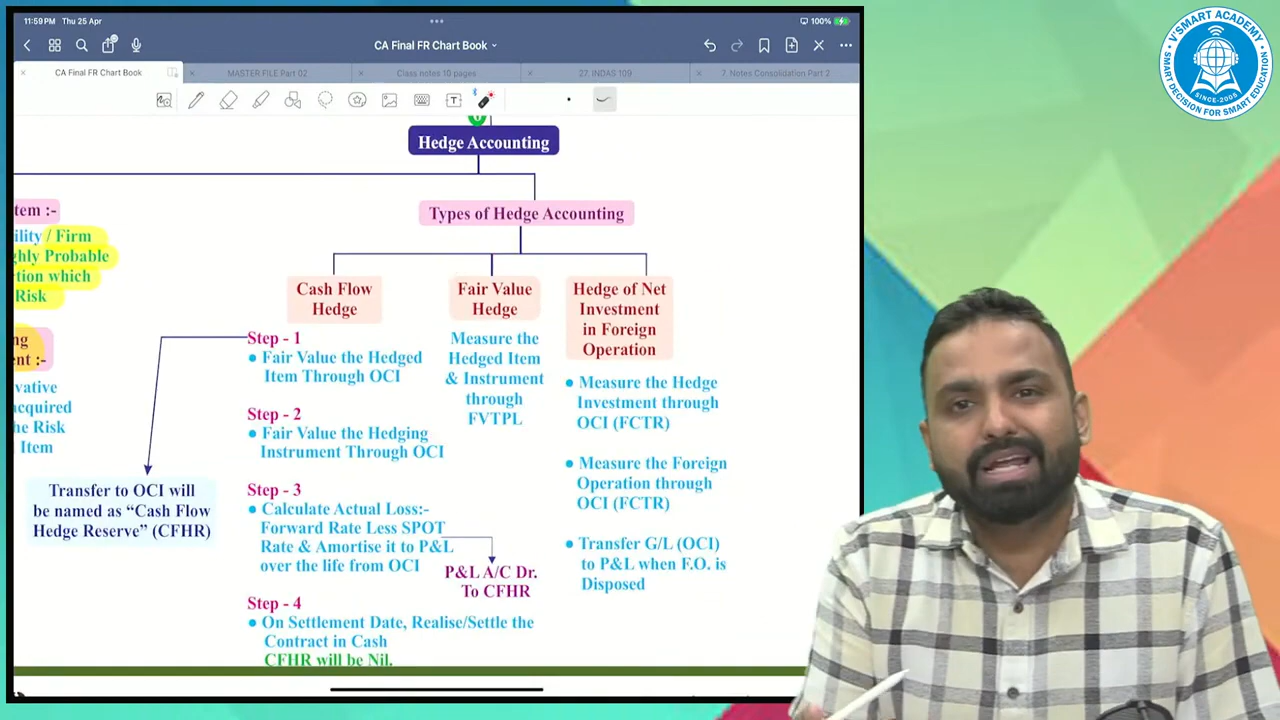 11:59 PM Thu 25 Apr
100%
CA Final FR Chart Book
CA Final FR Chart Book
MASTER FILE Part 02
Class notes 10 pages
27. INDAS 109
7. Notes Consolidation Part 2
V'SMART ACADEMY
SMART DECISION FOR SMART EDUCATION
SINCE-2005
Hedge Accounting
Types of Hedge Accounting
tem :-
ility / Firm
ghly Probable
tion which
Risk
ng
ent :-
vative
acquired
he Risk
Item
Cash Flow
Hedge
Step - 1
● Fair Value the Hedged
Item Through OCI
Step - 2
● Fair Value the Hedging
Instrument Through OCI
Step - 3
● Calculate Actual Loss:-
Forward Rate Less SPOT
Rate & Amortise it to P&L
over the life from OCI
P&L A/C Dr.
To CFHR
Step - 4
● On Settlement Date, Realise/Settle the
Contract in Cash
CFHR will be Nil.
Transfer to OCI will
be named as “Cash Flow
Hedge Reserve” (CFHR)
Fair Value
Hedge
Measure the
Hedged Item
& Instrument
through
FVTPL
Hedge of Net
Investment
in Foreign
Operation
● Measure the Hedge
Investment through
OCI (FCTR)
● Measure the Foreign
Operation through
OCI (FCTR)
● Transfer G/L (OCI)
to P&L when F.O. is
Disposed